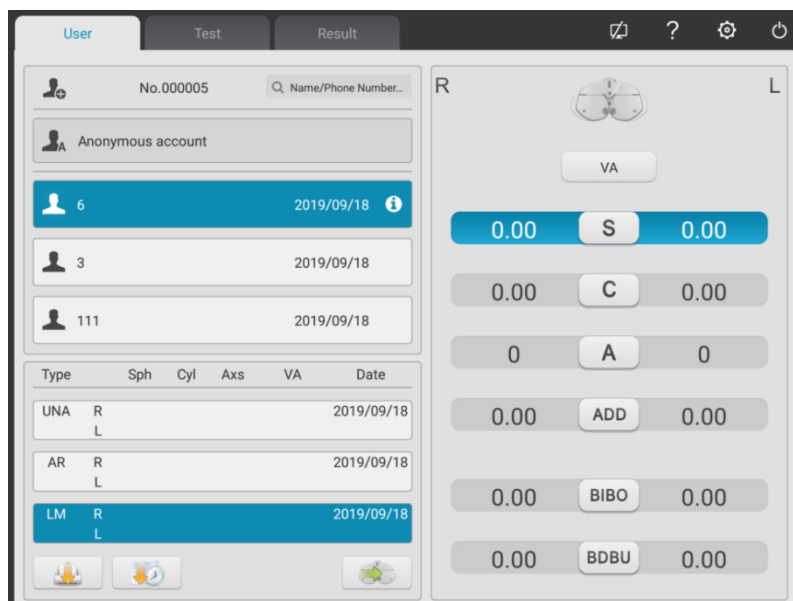 User Test Result ?
No.000005 Name/Phone Number...
A Anonymous account
6 2019/09/18 i
3 2019/09/18
111 2019/09/18
Type Sph Cyl Axs VA Date
UNA R 2019/09/18
L
AR R 2019/09/18
L
LM R 2019/09/18
L
R L
VA
0.00 S 0.00
0.00 C 0.00
0 A 0
0.00 ADD 0.00
0.00 BIBO 0.00
0.00 BDBU 0.00